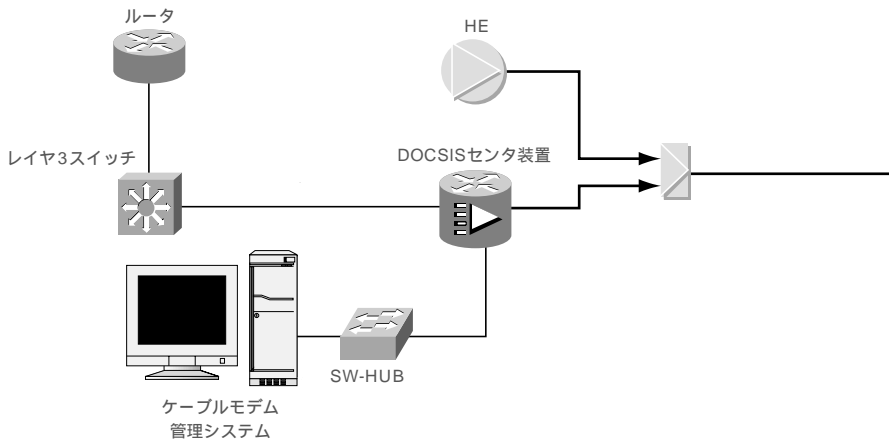 ルータ
HE
レイヤ3スイッチ
DOCSISセンタ装置
SW-HUB
ケーブルモデム
管理システム